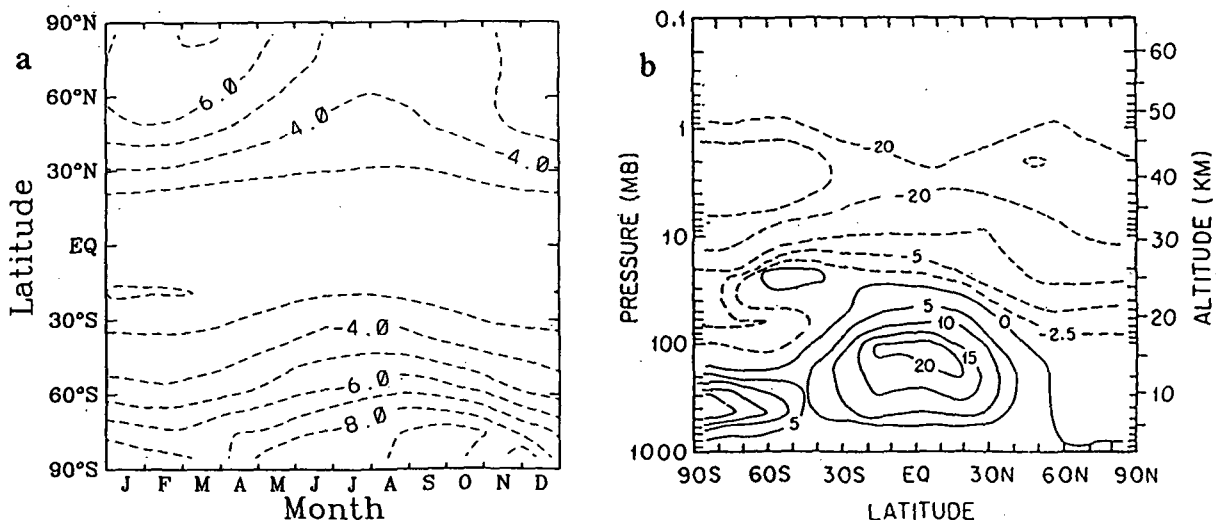 a
90°N
60°N
30°N
EQ
30°S
60°S
90°S
Latitude
6.0
4.0
4.0
4.0
6.0
8.0
J F M A M J J A S O N D
Month
b
0.1
1
10
100
1000
PRESSURE (MB)
-20
-20
5
5
0
10
2.5
15
20
5
60
50
40
30
20
10
ALTITUDE (KM)
90S 60S 30S EQ 30N 60N 90N
LATITUDE